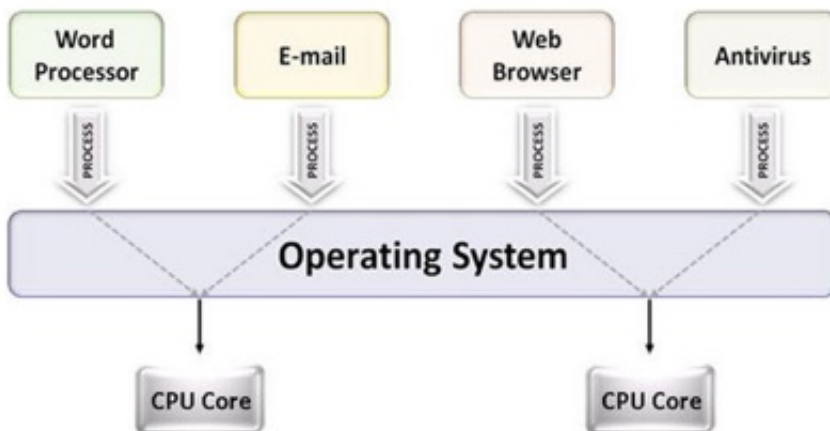 Word
Processor
E-mail
Web
Browser
Antivirus
PROCESS
PROCESS
PROCESS
PROCESS
Operating System
CPU Core
CPU Core